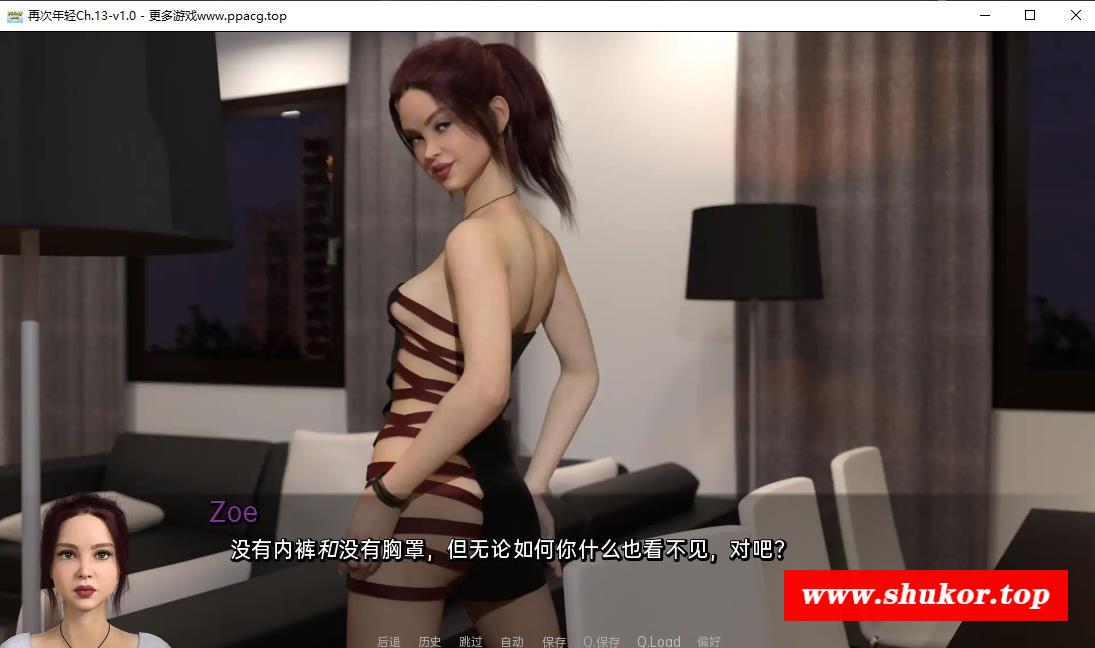 再次年轻Ch.13-v1.0 - 更多游戏www.ppacg.top
Zoe
没有内裤和没有胸罩，但无论如何你什么也看不见，对吧？
www.shukor.top
后退 历史 跳过 自动 保存 Q.保存 Q.Load 偏好